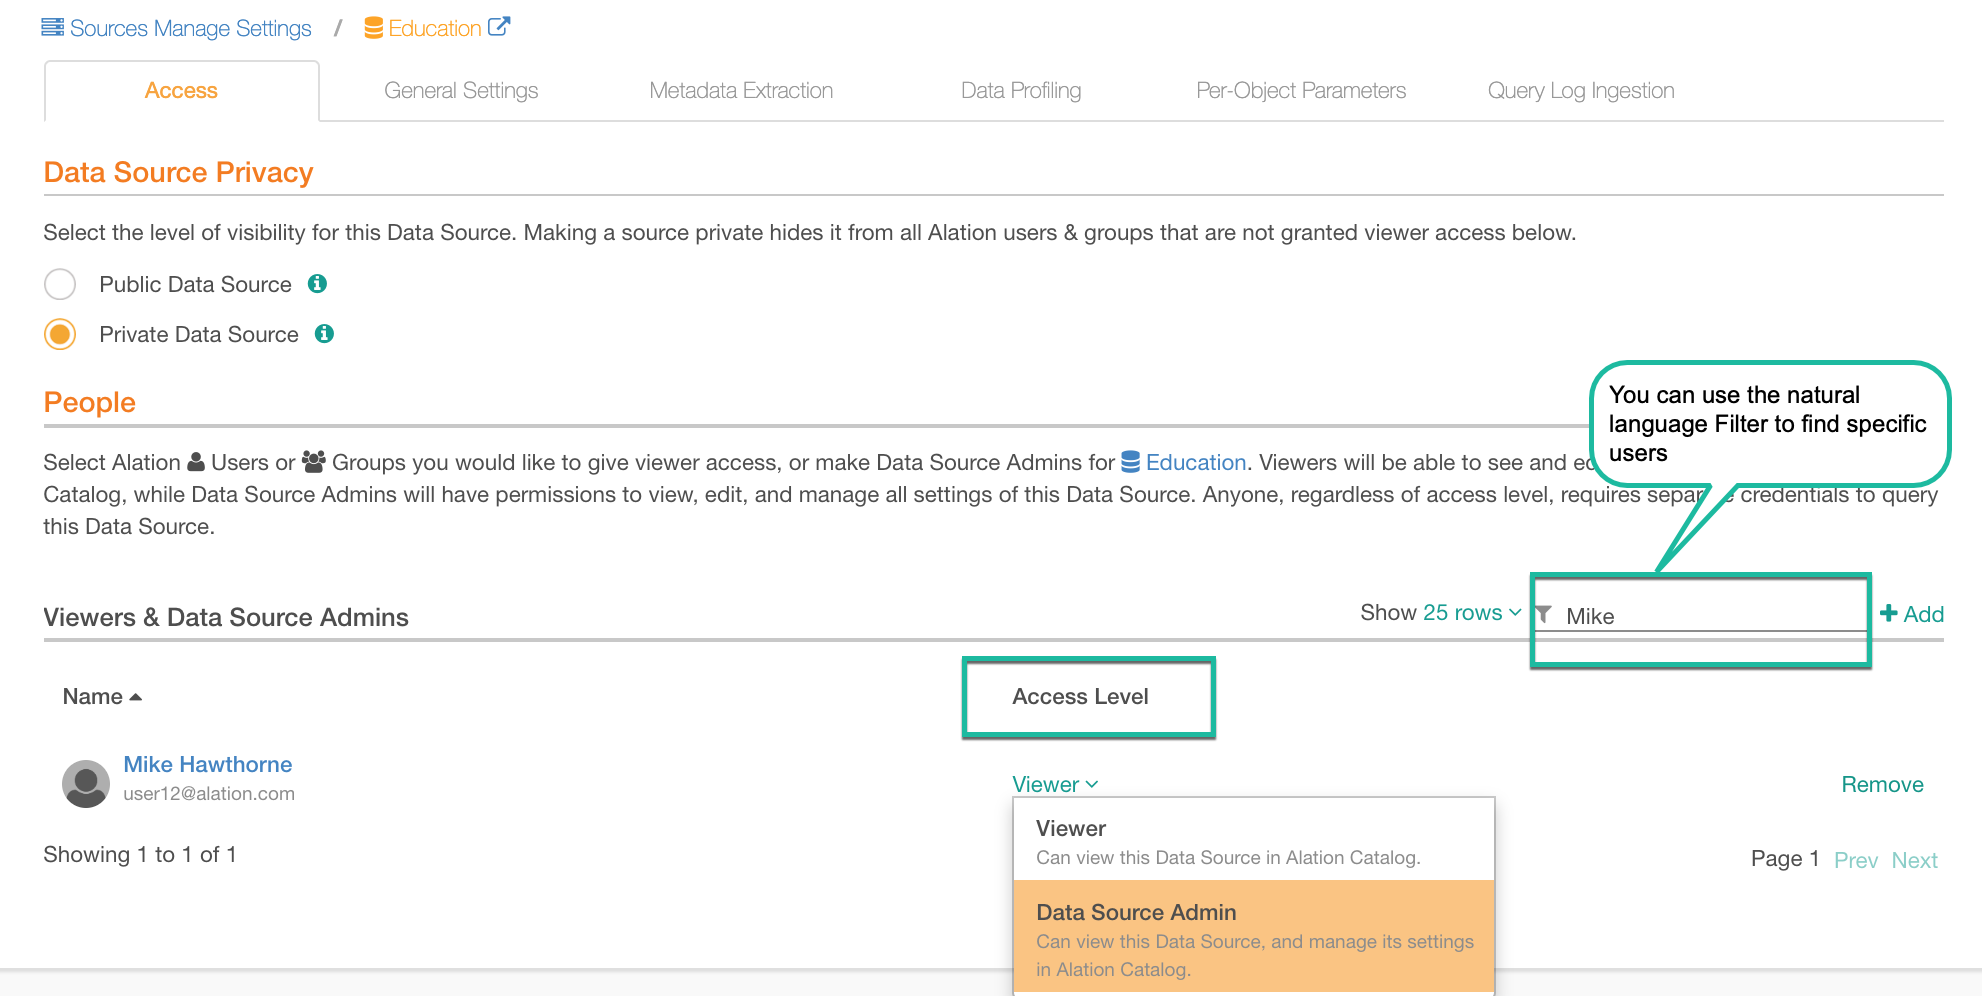 Sources Manage Settings / Education
Access General Settings Metadata Extraction Data Profiling Per-Object Parameters Query Log Ingestion
Data Source Privacy
Select the level of visibility for this Data Source. Making a source private hides it from all Alation users & groups that are not granted viewer access below.
Public Data Source
Private Data Source
You can use the natural
language Filter to find specific
users
People
Select Alation Users or Groups you would like to give viewer access, or make Data Source Admins for Education. Viewers will be able to see and
Catalog, while Data Source Admins will have permissions to view, edit, and manage all settings of this Data Source. Anyone, regardless of access level, requires credentials to query
this Data Source.
Viewers & Data Source Admins Show 25 rows Mike Add
Name Access Level
Mike Hawthorne
user12@alation.com
Viewer Remove
Viewer
Can view this Data Source in Alation Catalog.
Showing 1 to 1 of 1 Page 1 Prev Next
Data Source Admin
Can view this Data Source, and manage its settings
in Alation Catalog.